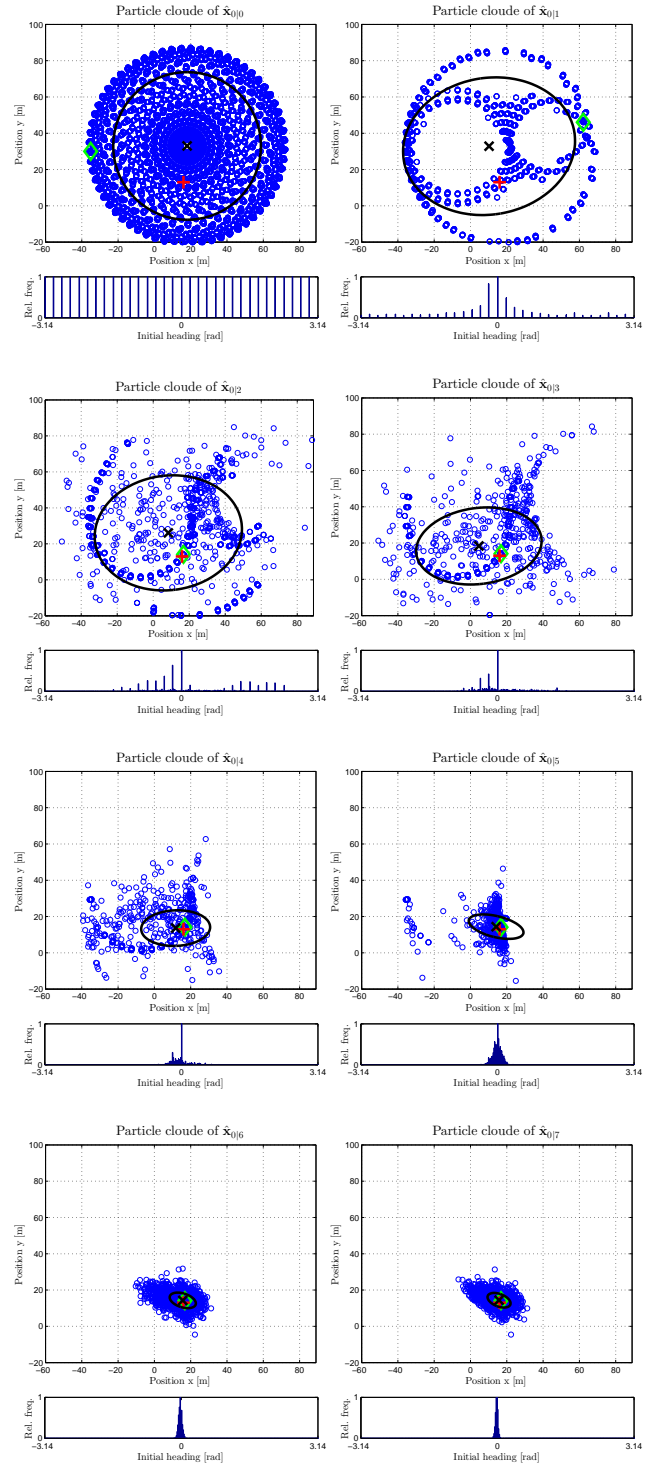 Particle cloude of x̂₀|₀
Position y [m]
100
80
60
40
20
0
−20
−60 −40 −20 0 20 40 60 80
Position x [m]
Rel. freq.
1
0
−3.14 0 3.14
Initial heading [rad]
Particle cloude of x̂₀|₁
Position y [m]
100
80
60
40
20
0
−20
−60 −40 −20 0 20 40 60 80
Position x [m]
Rel. freq.
1
0
−3.14 0 3.14
Initial heading [rad]
Particle cloude of x̂₀|₂
Position y [m]
100
80
60
40
20
0
−20
−60 −40 −20 0 20 40 60 80
Position x [m]
Rel. freq.
1
0
−3.14 0 3.14
Initial heading [rad]
Particle cloude of x̂₀|₃
Position y [m]
100
80
60
40
20
0
−20
−60 −40 −20 0 20 40 60 80
Position x [m]
Rel. freq.
1
0
−3.14 0 3.14
Initial heading [rad]
Particle cloude of x̂₀|₄
Position y [m]
100
80
60
40
20
0
−20
−60 −40 −20 0 20 40 60 80
Position x [m]
Rel. freq.
1
0
−3.14 0 3.14
Initial heading [rad]
Particle cloude of x̂₀|₅
Position y [m]
100
80
60
40
20
0
−20
−60 −40 −20 0 20 40 60 80
Position x [m]
Rel. freq.
1
0
−3.14 0 3.14
Initial heading [rad]
Particle cloude of x̂₀|₆
Position y [m]
100
80
60
40
20
0
−20
−60 −40 −20 0 20 40 60 80
Position x [m]
Rel. freq.
1
0
−3.14 0 3.14
Initial heading [rad]
Particle cloude of x̂₀|₇
Position y [m]
100
80
60
40
20
0
−20
−60 −40 −20 0 20 40 60 80
Position x [m]
Rel. freq.
1
0
−3.14 0 3.14
Initial heading [rad]